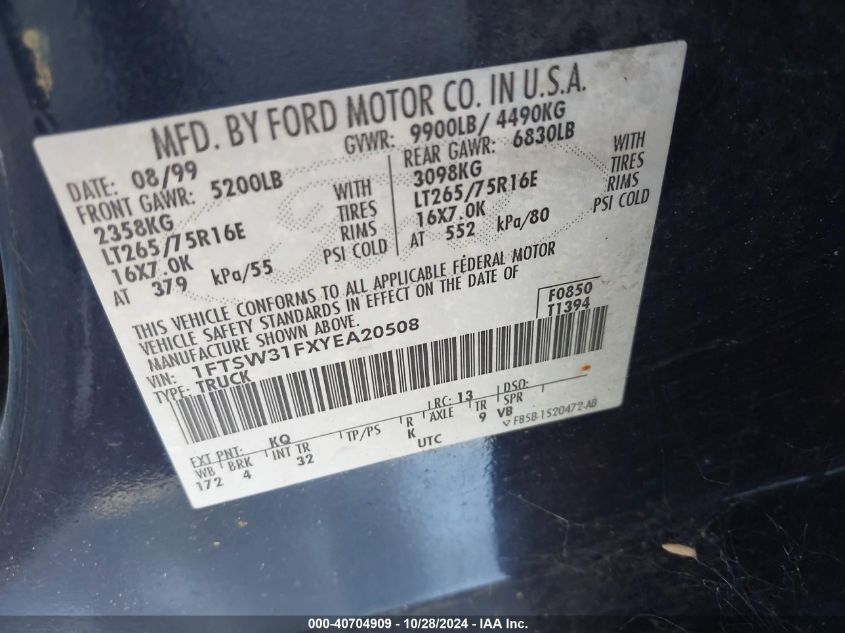 MFD. BY FORD MOTOR CO. IN U.S.A.
DATE: 08/99 GVWR: 9900LB/ 4490KG
FRONT GAWR: 5200LB
2358KG WITH
LT265/75R16E TIRES
16X7.0K RIMS
AT 379 kPa/55 PSI COLD
REAR GAWR: 6830LB
3098KG WITH
LT265/75R16E TIRES
16X7.0K RIMS
AT 552 kPa/80 PSI COLD
THIS VEHICLE CONFORMS TO ALL APPLICABLE FEDERAL MOTOR
VEHICLE SAFETY STANDARDS IN EFFECT ON THE DATE OF
MANUFACTURE SHOWN ABOVE.
F0850
T1394
VIN: 1FTSW31FXYEA20508
TYPE: TRUCK
EXT PNT: KQ RC: 13 DSO:
WB BRK INT TR TP/PS R AXLE TR SPR
172 4 32 K 9 VB
UTC
F85B-1520472-AB
000-40704909 - 10/28/2024 - IAA Inc.